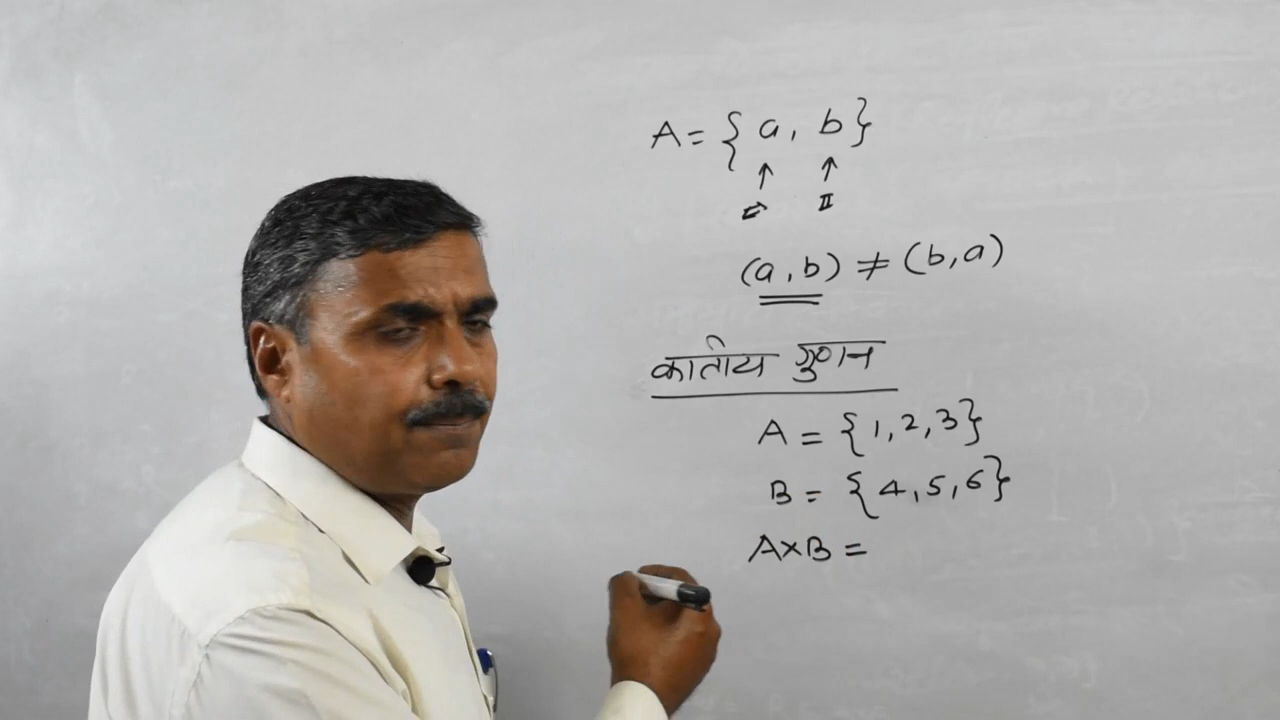 A = { a, b }
↑ ↑
II
(a, b) ≠ (b, a)
कार्तीय गुणन
A = {1, 2, 3}
B = {4, 5, 6}
A×B =